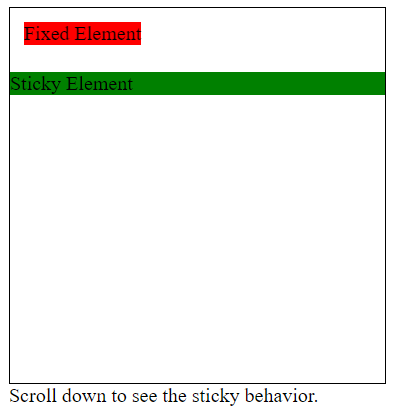 Fixed Element
Sticky Element
Scroll down to see the sticky behavior.